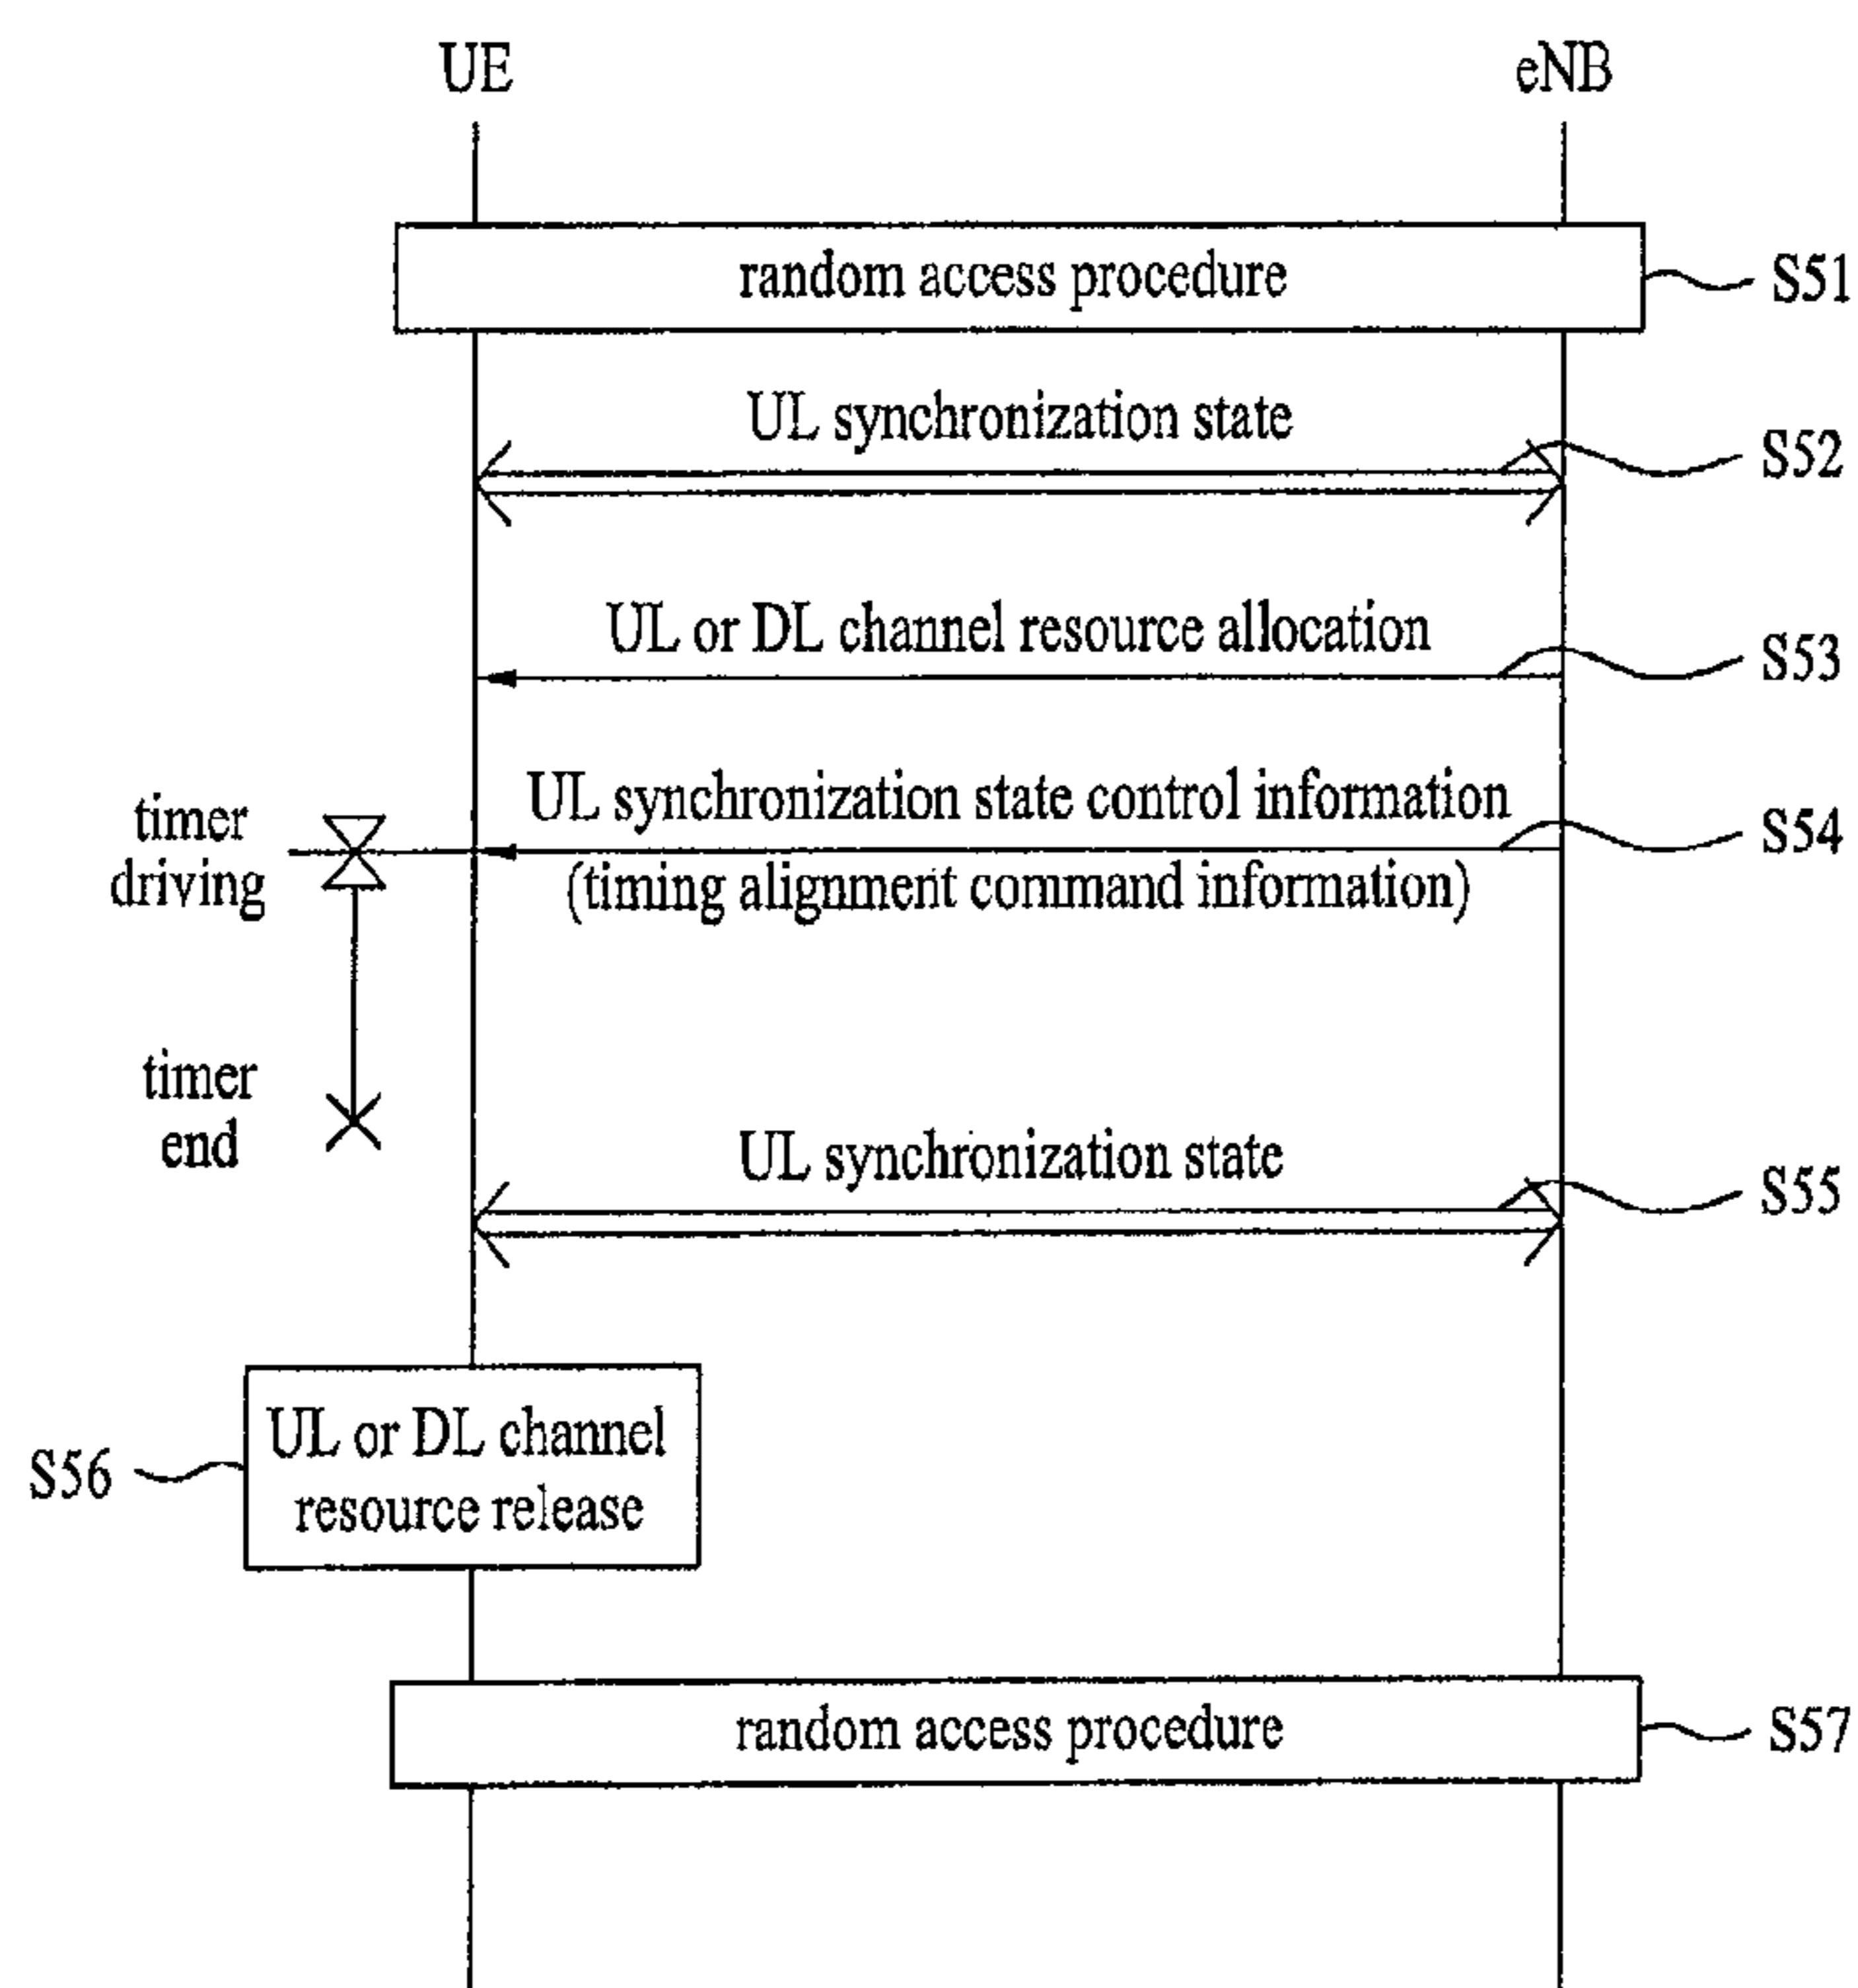 UE
eNB
random access procedure
S51
UL synchronization state
S52
UL or DL channel resource allocation
S53
UL synchronization state control information
(timing alignment command information)
S54
timer
driving
timer
end
UL synchronization state
S55
UL or DL channel
resource release
S56
random access procedure
S57